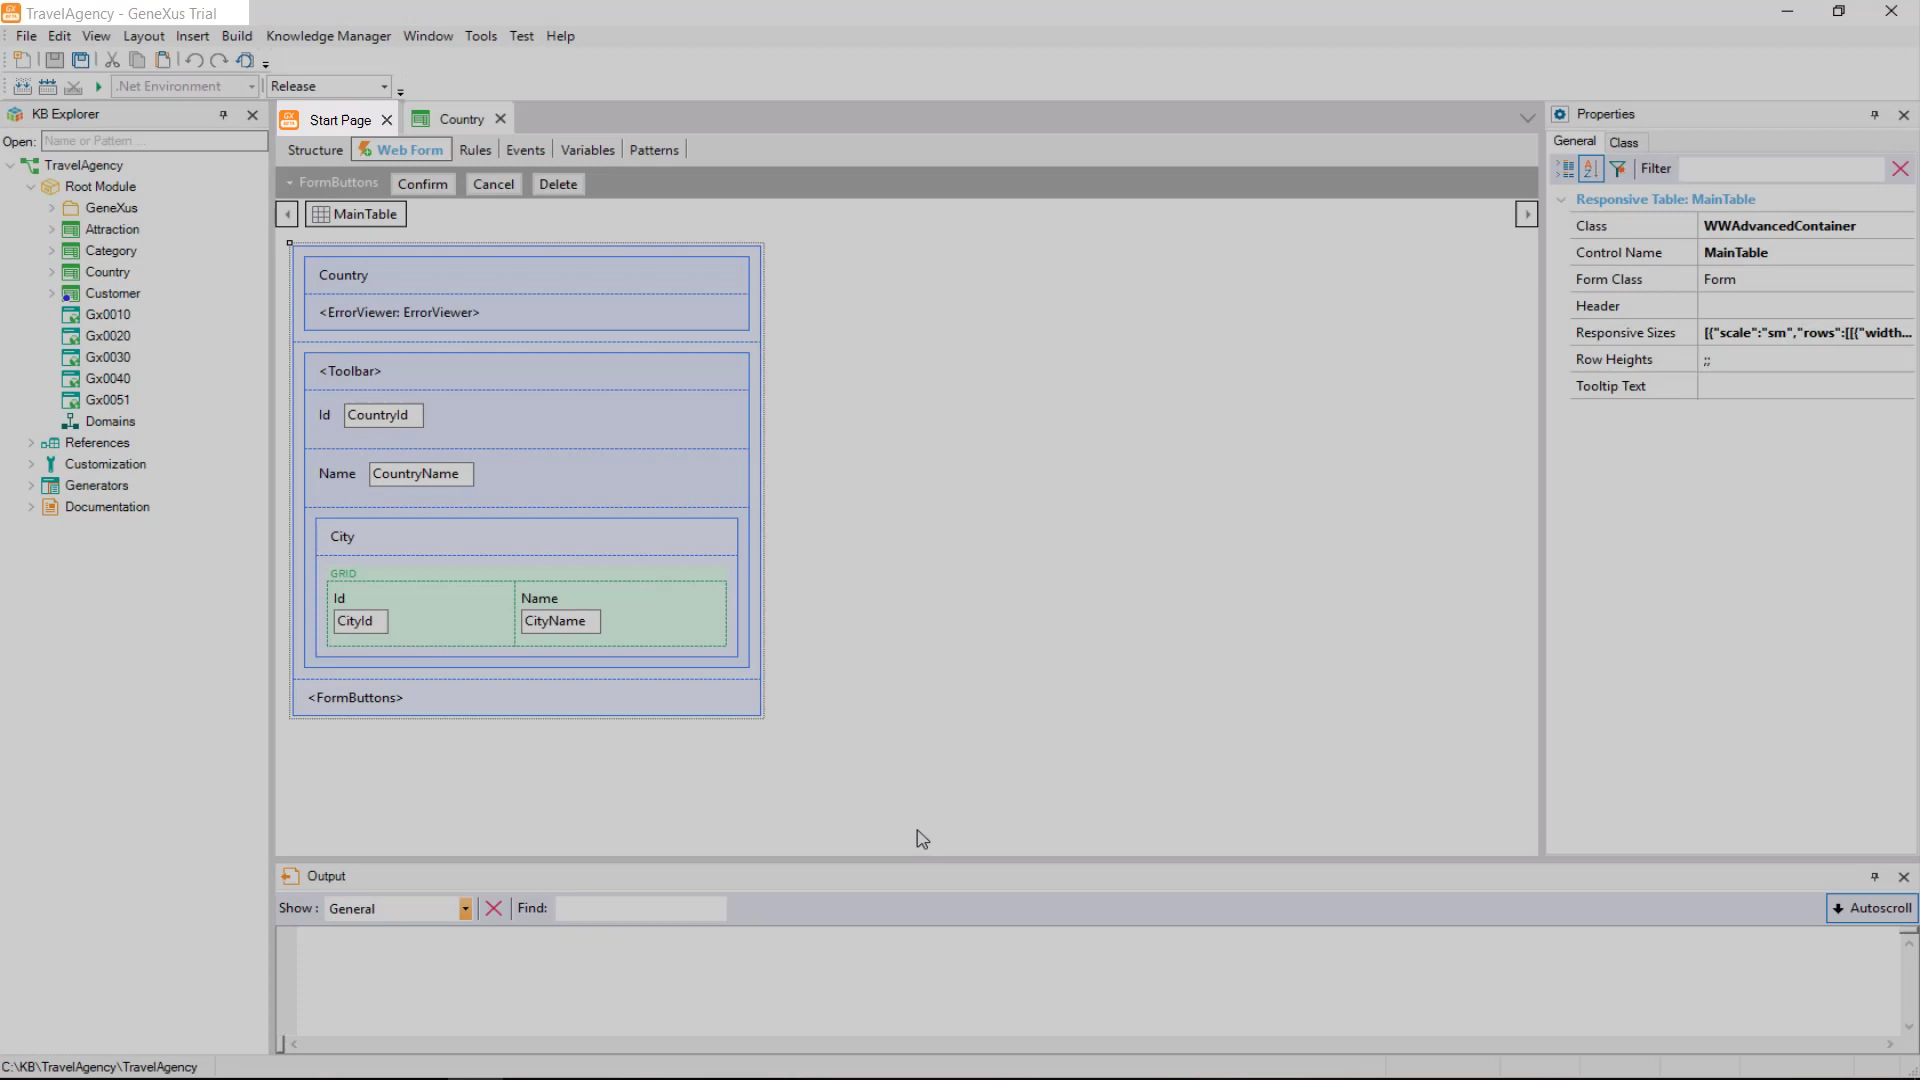 TravelAgency - GeneXus Trial
File Edit View Layout Insert Build Knowledge Manager Window Tools Test Help
.Net Environment Release
KB Explorer
Open: Name or Pattern...
TravelAgency
Root Module
GeneXus
Attraction
Category
Country
Customer
Gx0010
Gx0020
Gx0030
Gx0040
Gx0051
Domains
References
Customization
Generators
Documentation
Start Page Country
Structure Web Form Rules Events Variables Patterns
FormButtons Confirm Cancel Delete
MainTable
Country
<ErrorViewer: ErrorViewer>
<Toolbar>
Id CountryId
Name CountryName
City
GRID
Id Name
CityId CityName
<FormButtons>
Properties
General Class
Filter
Responsive Table: MainTable
Class WWAdvancedContainer
Control Name MainTable
Form Class Form
Header
Responsive Sizes [{"scale":"sm","rows":[[{"width...
Row Heights ;;
Tooltip Text
Output
Show : General Find: Autoscroll
C:\KB\TravelAgency\TravelAgency